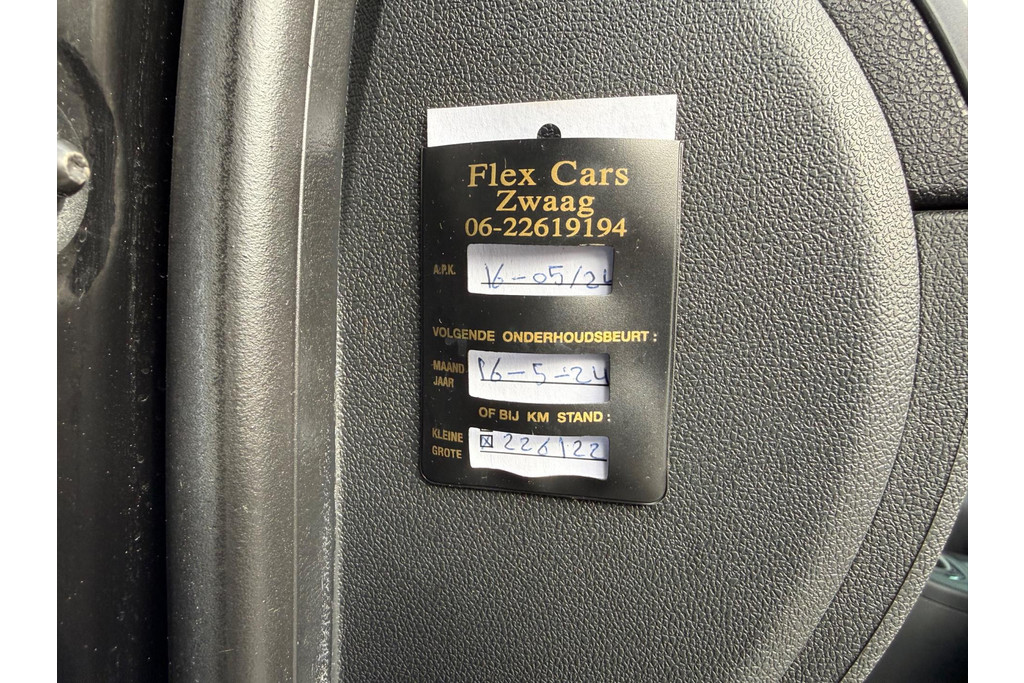 Flex Cars
Zwaag
06-22619194
A.P.K. 16-05/24
VOLGENDE ONDERHOUDSBEURT:
MAAND JAAR 16-5-24
OF BIJ KM STAND:
KLEINE ☒ 226122
GROTE